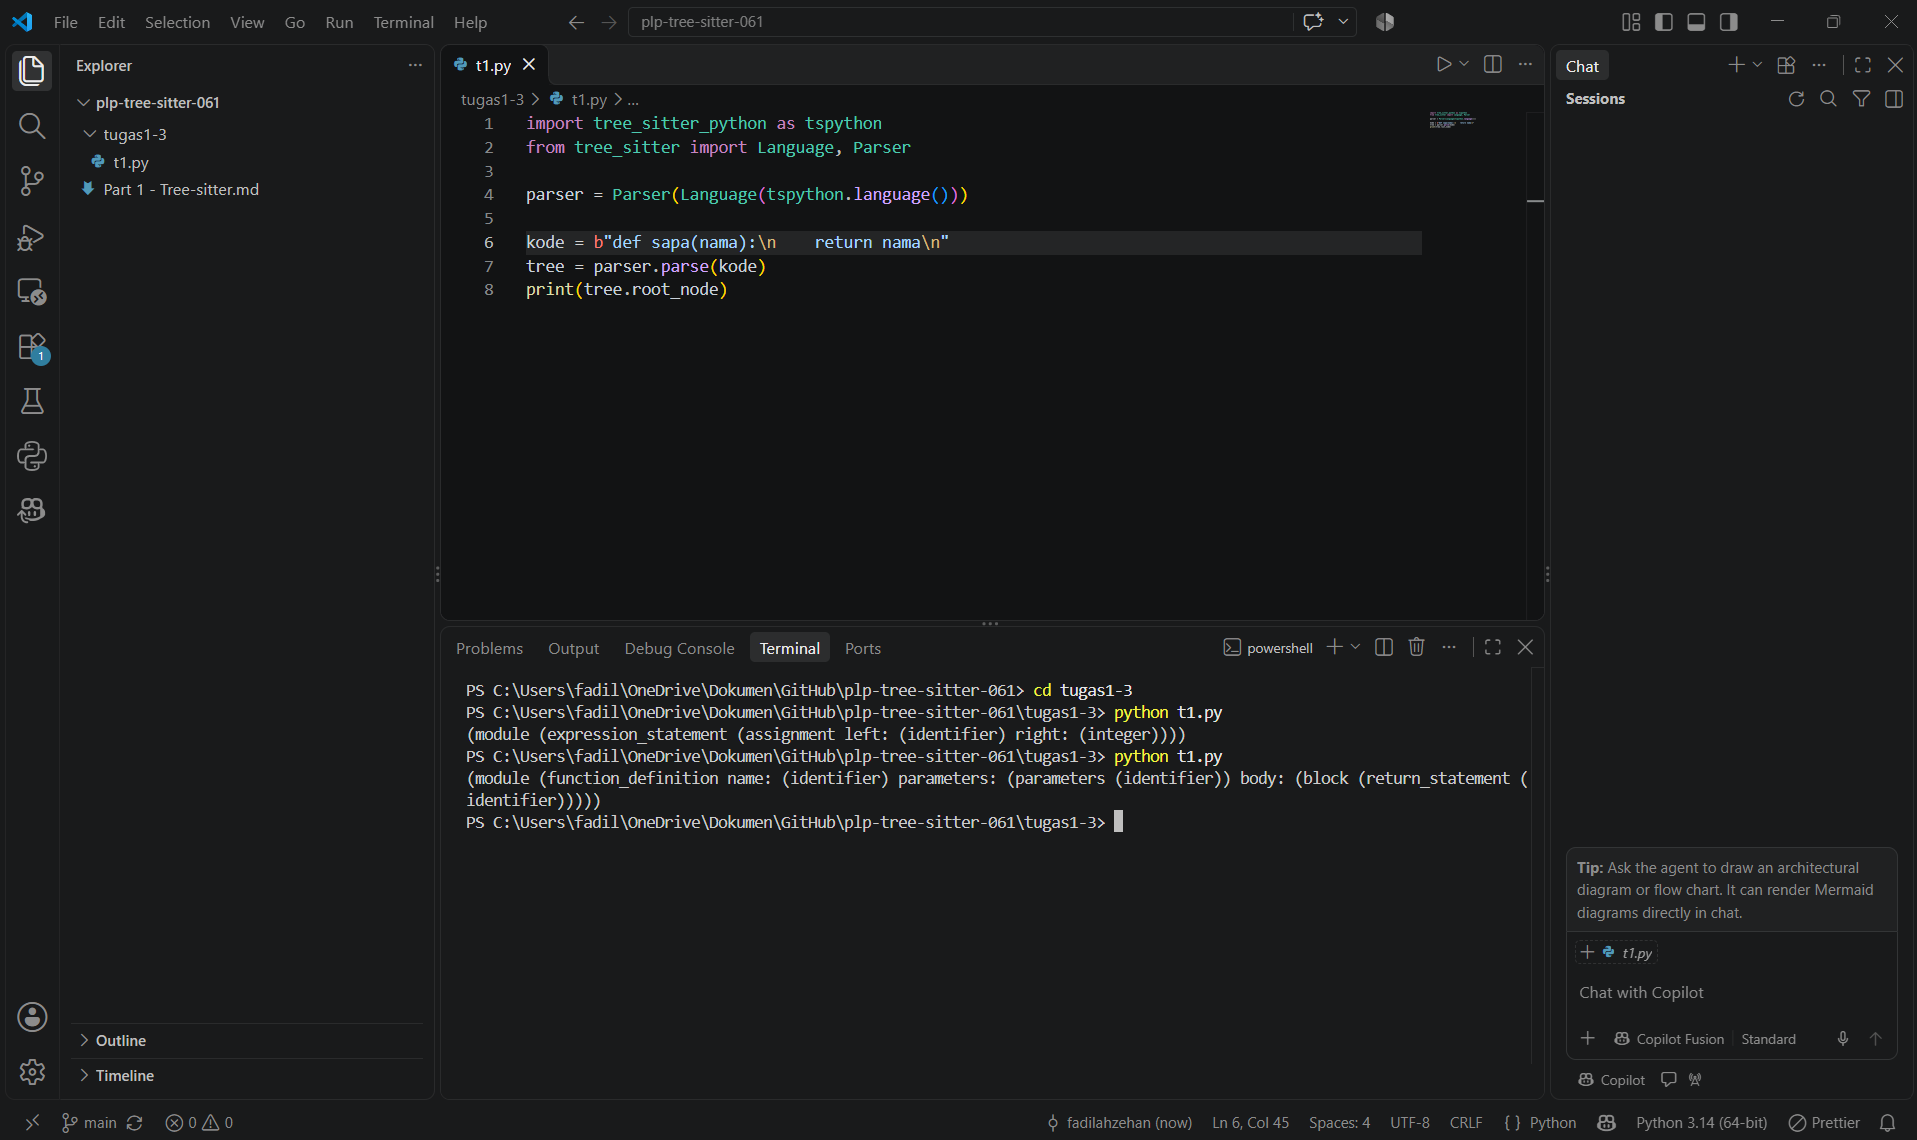 File Edit Selection View Go Run Terminal Help
plp-tree-sitter-061
Explorer
plp-tree-sitter-061
tugas1-3
t1.py
Part 1 - Tree-sitter.md
1
Outline
Timeline
t1.py
tugas1-3 > t1.py > ...
1 import tree_sitter_python as tspython
2 from tree_sitter import Language, Parser
3
4 parser = Parser(Language(tspython.language()))
5
6 kode = b"def sapa(nama):\n    return nama\n"
7 tree = parser.parse(kode)
8 print(tree.root_node)
Problems Output Debug Console Terminal Ports
powershell
PS C:\Users\fadil\OneDrive\Dokumen\GitHub\plp-tree-sitter-061> cd tugas1-3
PS C:\Users\fadil\OneDrive\Dokumen\GitHub\plp-tree-sitter-061\tugas1-3> python t1.py
(module (expression_statement (assignment left: (identifier) right: (integer))))
PS C:\Users\fadil\OneDrive\Dokumen\GitHub\plp-tree-sitter-061\tugas1-3> python t1.py
(module (function_definition name: (identifier) parameters: (parameters (identifier)) body: (block (return_statement (
identifier)))))
PS C:\Users\fadil\OneDrive\Dokumen\GitHub\plp-tree-sitter-061\tugas1-3>
Chat
Sessions
Tip: Ask the agent to draw an architectural
diagram or flow chart. It can render Mermaid
diagrams directly in chat.
t1.py
Chat with Copilot
Copilot Fusion Standard
Copilot
main 0 0
fadilahzehan (now) Ln 6, Col 45 Spaces: 4 UTF-8 CRLF { } Python Python 3.14 (64-bit) Prettier